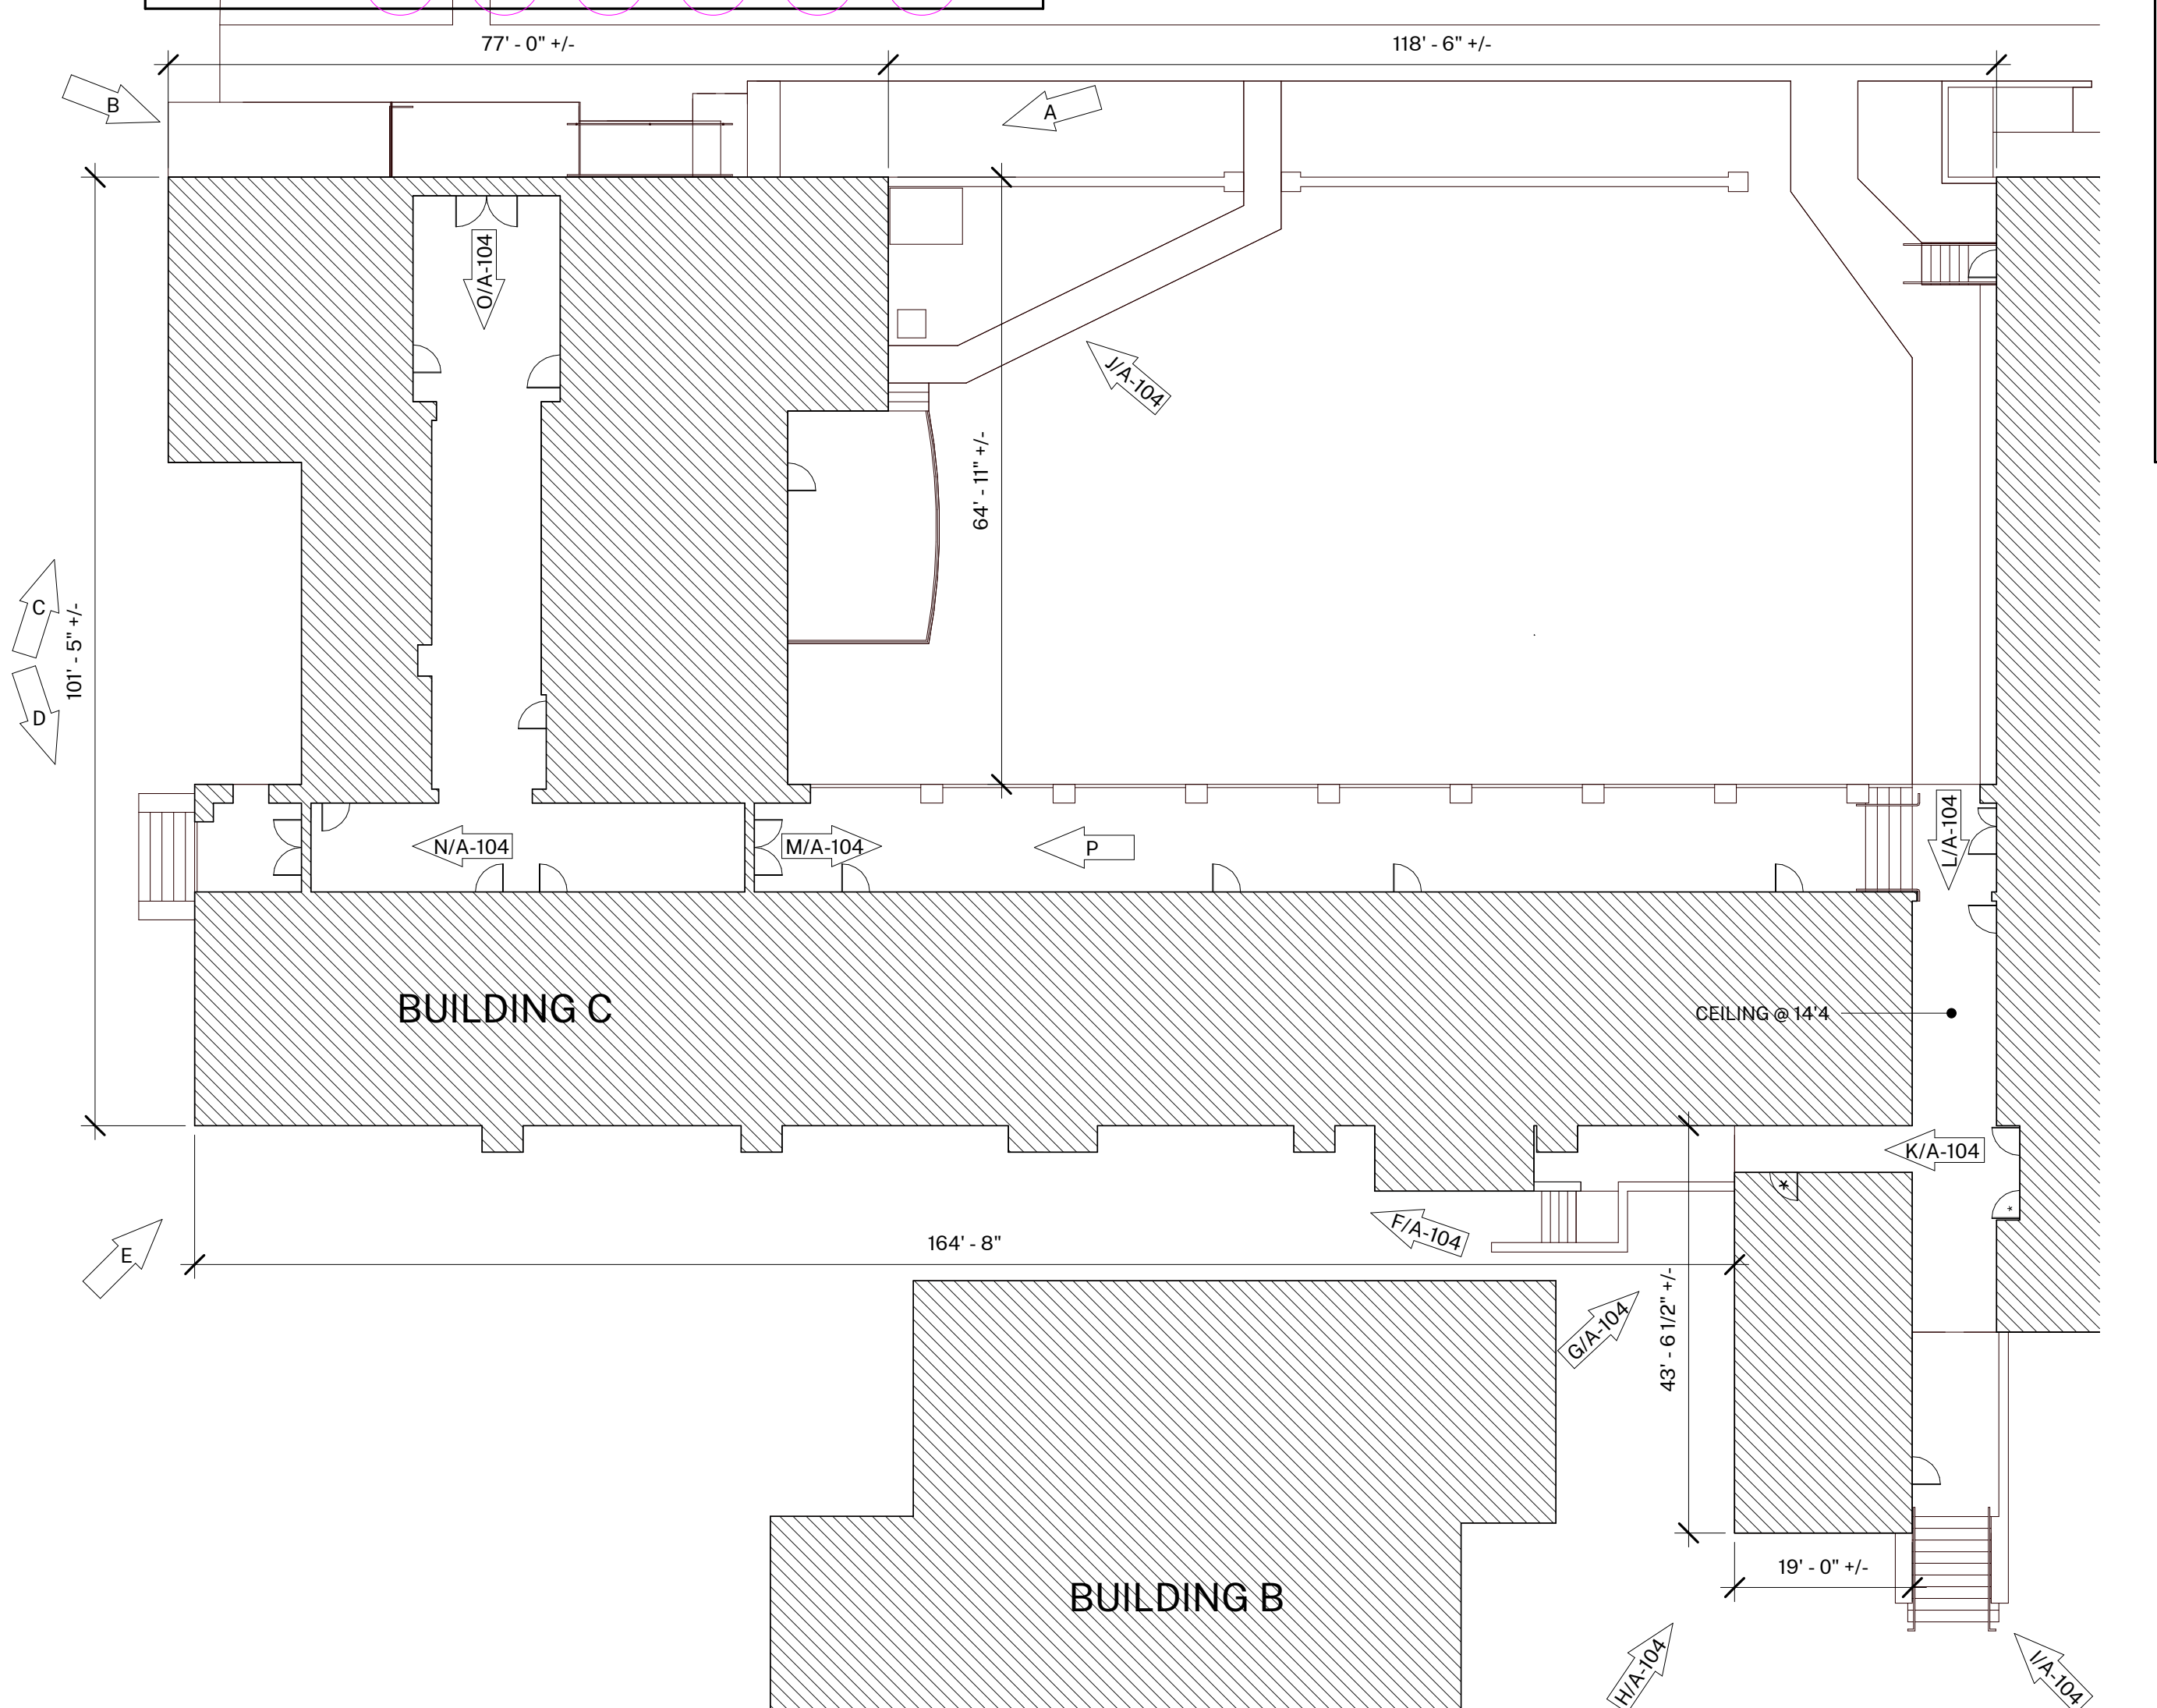 77' - 0" +/-
118' - 6" +/-
B
A
O/A-104
J/A-104
64' - 11" +/-
C
101' - 5" +/-
D
N/A-104
M/A-104
P
L/A-104
BUILDING C
CEILING @ 14'4
K/A-104
*
*
F/A-104
E
164' - 8"
G/A-104
43' - 6 1/2" +/-
19' - 0" +/-
BUILDING B
H/A-104
I/A-104